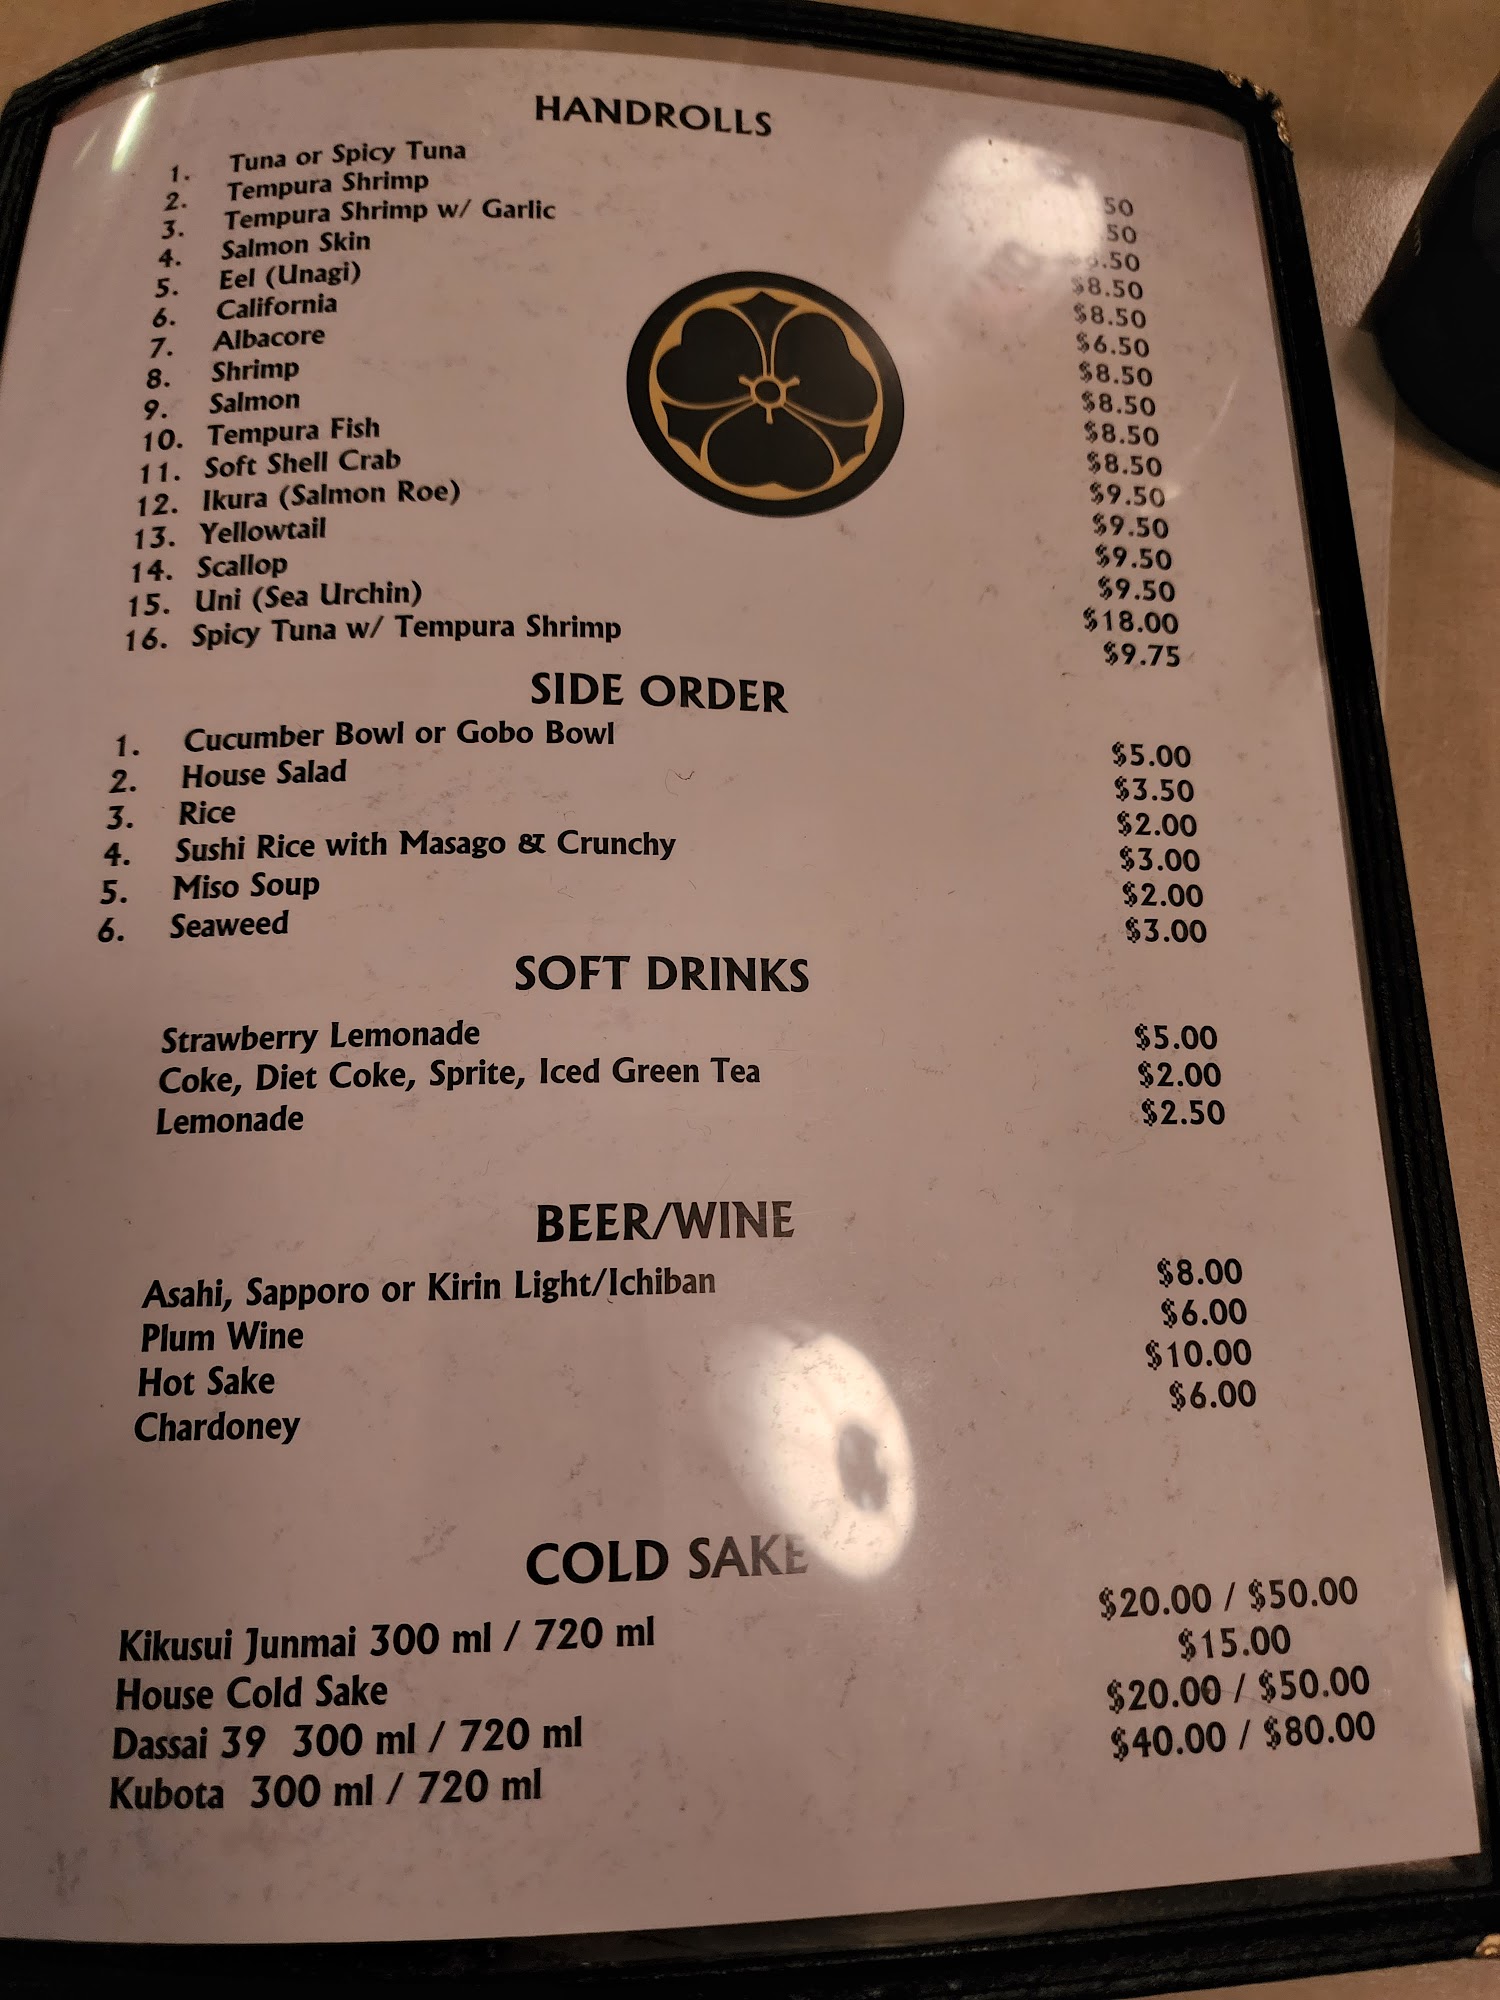 HANDROLLS
1. Tuna or Spicy Tuna
2. Tempura Shrimp
3. Tempura Shrimp w/ Garlic
4. Salmon Skin $8.50
5. Eel (Unagi) $8.50
6. California $6.50
7. Albacore $8.50
8. Shrimp $8.50
9. Salmon $8.50
10. Tempura Fish $8.50
11. Soft Shell Crab $9.50
12. Ikura (Salmon Roe) $9.50
13. Yellowtail $9.50
14. Scallop $9.50
15. Uni (Sea Urchin) $18.00
16. Spicy Tuna w/ Tempura Shrimp $9.75
SIDE ORDER
1. Cucumber Bowl or Gobo Bowl $5.00
2. House Salad $3.50
3. Rice $2.00
4. Sushi Rice with Masago & Crunchy $3.00
5. Miso Soup $2.00
6. Seaweed $3.00
SOFT DRINKS
Strawberry Lemonade $5.00
Coke, Diet Coke, Sprite, Iced Green Tea $2.00
Lemonade $2.50
BEER/WINE
Asahi, Sapporo or Kirin Light/Ichiban $8.00
Plum Wine $6.00
Hot Sake $10.00
Chardoney $6.00
COLD SAKE
Kikusui Junmai 300 ml / 720 ml $20.00 / $50.00
House Cold Sake $15.00
Dassai 39 300 ml / 720 ml $20.00 / $50.00
Kubota 300 ml / 720 ml $40.00 / $80.00